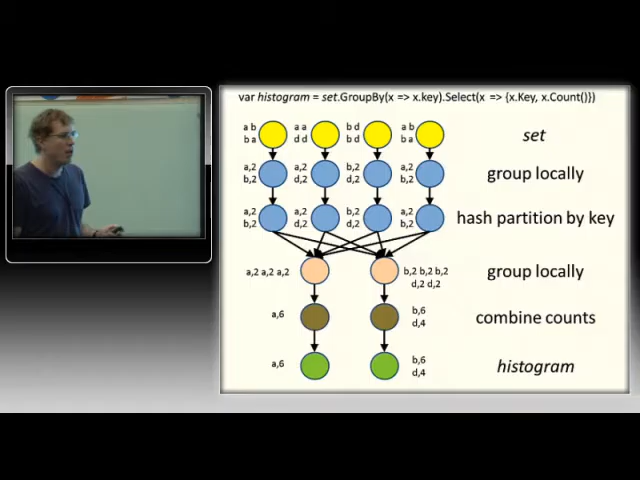 var histogram = set.GroupBy(x => x.key).Select(x => {x.Key, x.Count()})
a b a a b d a b set
b a d d b d b a
a,2 a,2 b,2 a,2 group locally
b,2 d,2 d,2 b,2
a,2 a,2 b,2 a,2 hash partition by key
b,2 d,2 d,2 b,2
a,2 a,2 a,2 b,2 b,2 b,2 group locally
d,2 d,2
a,6 b,6 combine counts
d,4
a,6 b,6 histogram
d,4